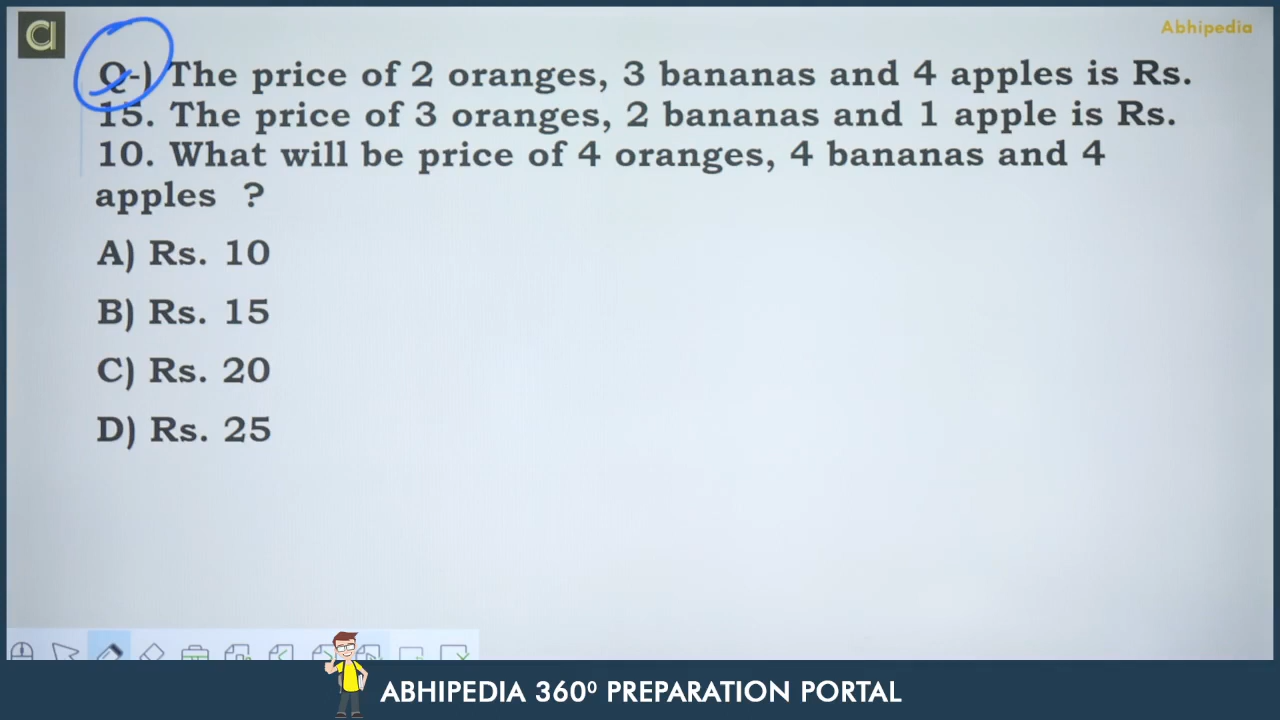 Abhipedia
Q-) The price of 2 oranges, 3 bananas and 4 apples is Rs.
15. The price of 3 oranges, 2 bananas and 1 apple is Rs.
10. What will be price of 4 oranges, 4 bananas and 4
apples ?
A) Rs. 10
B) Rs. 15
C) Rs. 20
D) Rs. 25
ABHIPEDIA 360⁰ PREPARATION PORTAL